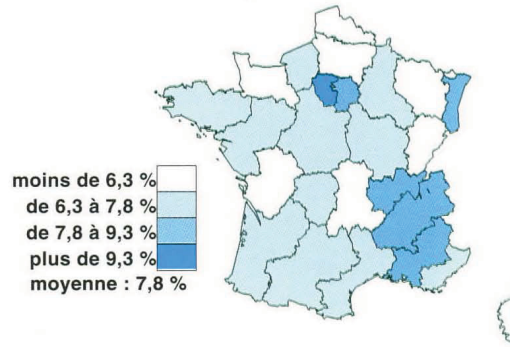 moins de 6,3 %
de 6,3 à 7,8 %
de 7,8 à 9,3 %
plus de 9,3 %
moyenne : 7,8 %